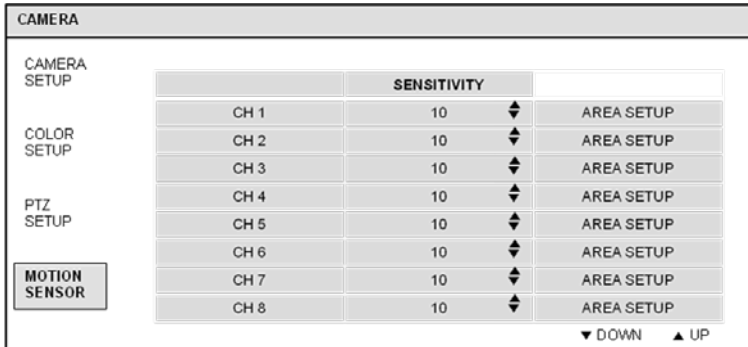 CAMERA
CAMERA
SETUP
COLOR
SETUP
PTZ
SETUP
MOTION
SENSOR
SENSITIVITY
CH 1 10 AREA SETUP
CH 2 10 AREA SETUP
CH 3 10 AREA SETUP
CH 4 10 AREA SETUP
CH 5 10 AREA SETUP
CH 6 10 AREA SETUP
CH 7 10 AREA SETUP
CH 8 10 AREA SETUP
▼ DOWN ▲ UP